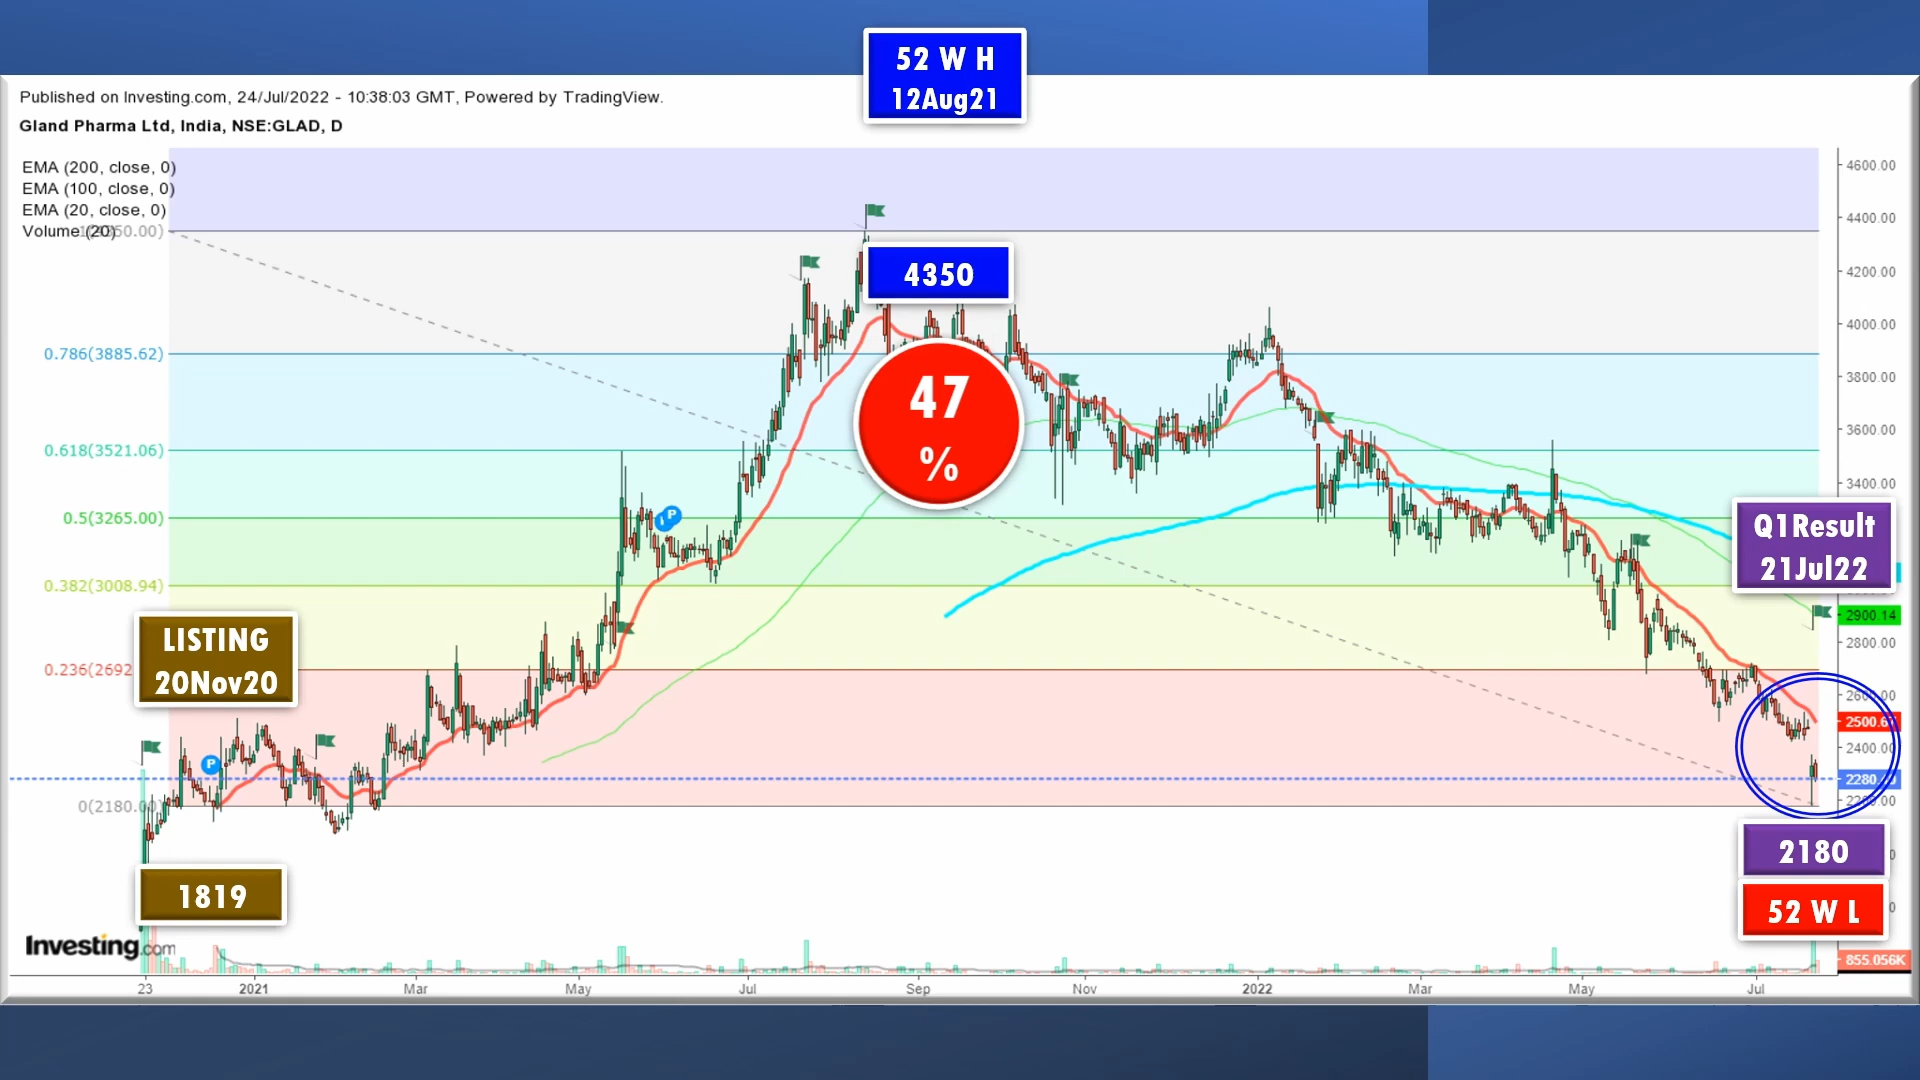 52 W H
12Aug21
Published on Investing.com, 24/Jul/2022 - 10:38:03 GMT, Powered by TradingView.
Gland Pharma Ltd, India, NSE:GLAD, D
EMA (200, close, 0)
EMA (100, close, 0)
EMA (20, close, 0)
Volume (20)
4600.00
4400.00
4200.00
4000.00
3800.00
3600.00
3400.00
2900.14
2800.00
2600.00
2500.6
2400.00
2280.
2200.00
855.056K
4350
0.786(3885.62)
47
%
0.618(3521.06)
0.5(3265.00)
P
0.382(3008.94)
Q1Result
21Jul22
LISTING
20Nov20
0.236(2692
P
0(2180.00)
2180
1819
52 W L
Investing.com
23
2021
Mar
May
Jul
Sep
Nov
2022
Mar
May
Jul